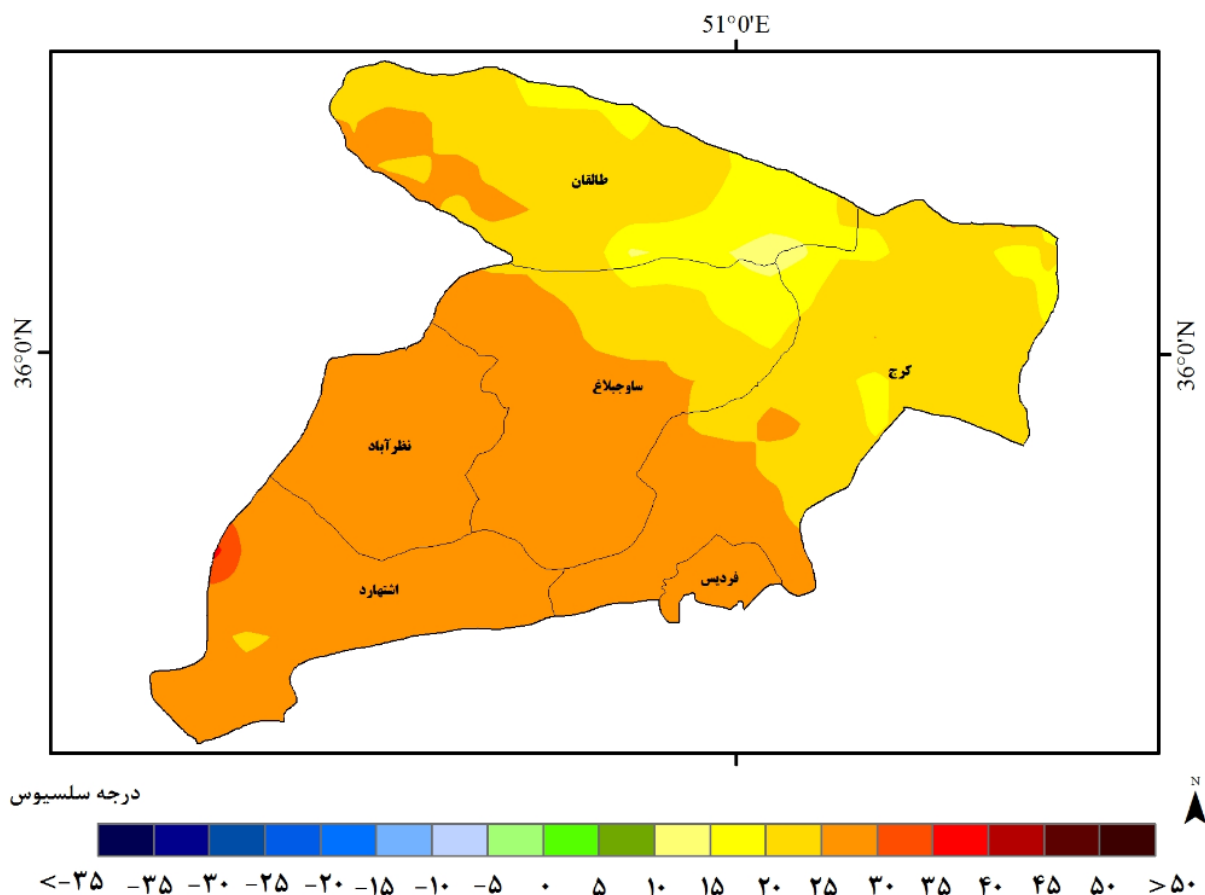 51°0'E
طالقان
36°0'N
36°0'N
کرج
ساوجبلاغ
نظرآباد
فردیس
اشتهارد
درجه سلسیوس
N
<-۳۵ -۳۵ -۳۰ -۲۵ -۲۰ -۱۵ -۱۰ -۵ ۰ ۵ ۱۰ ۱۵ ۲۰ ۲۵ ۳۰ ۳۵ ۴۰ ۴۵ ۵۰ >۵۰